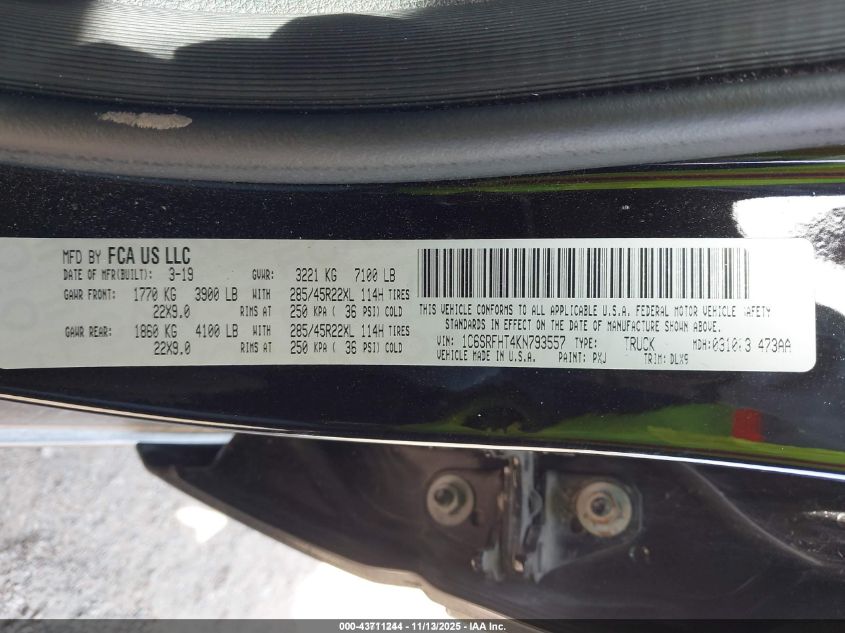 MFD BY FCA US LLC
DATE OF MFR(BUILT): 3-19 GVWR: 3221 KG 7100 LB
GAWR FRONT: 1770 KG 3900 LB WITH 285/45R22XL 114H TIRES
22X9.0 RIMS AT 250 KPA ( 36 PSI) COLD
GAWR REAR: 1860 KG 4100 LB WITH 285/45R22XL 114H TIRES
22X9.0 RIMS AT 250 KPA ( 36 PSI) COLD
THIS VEHICLE CONFORMS TO ALL APPLICABLE U.S.A. FEDERAL MOTOR VEHICLE SAFETY
STANDARDS IN EFFECT ON THE DATE OF MANUFACTURE SHOWN ABOVE.
VIN: 1C6SRFHT4KN793557 TYPE: TRUCK MDH: 473AA
VEHICLE MADE IN U.S.A. PAINT: PXJ TRIM: DLX9
000-43711244 - 11/13/2025 - IAA Inc.